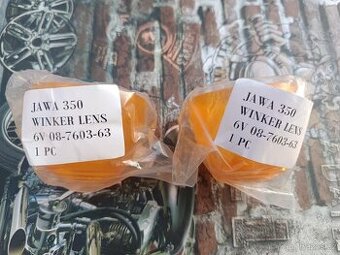 JAWA 350
WINKER LENS
6V 08-7603-63
1 PC
JAWA 350
WINKER LENS
6V 08-7603-63
1 PC